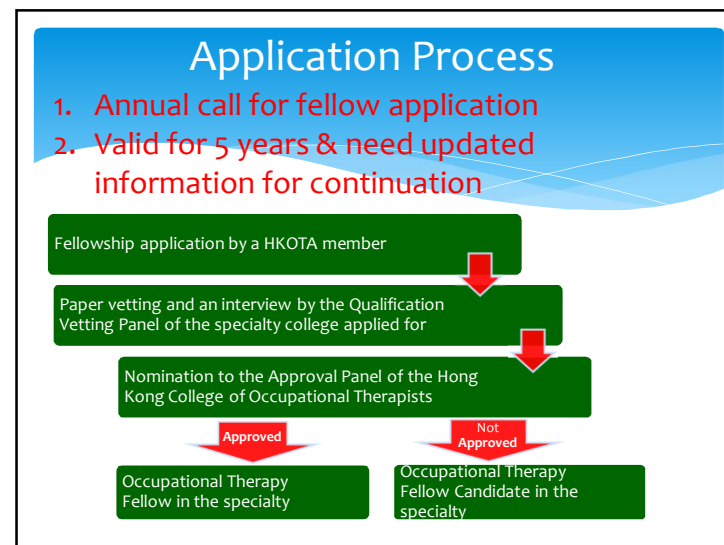 Application Process
1. Annual call for fellow application
2. Valid for 5 years & need updated
information for continuation
Fellowship application by a HKOTA member
Paper vetting and an interview by the Qualification
Vetting Panel of the specialty college applied for
Nomination to the Approval Panel of the Hong
Kong College of Occupational Therapists
Approved
Not
Approved
Occupational Therapy
Fellow in the specialty
Occupational Therapy
Fellow Candidate in the
specialty